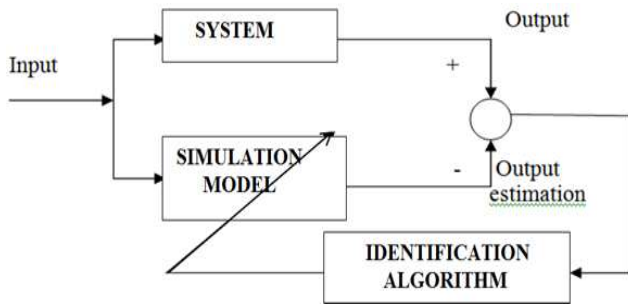 SYSTEM
Output
Input
+
SIMULATION
MODEL
-
Output
estimation
IDENTIFICATION
ALGORITHM